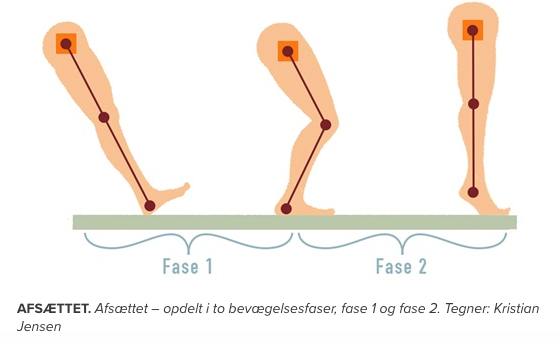 Fase 1
Fase 2
AFSÆTTET. Afsættet – opdelt i to bevægelsesfaser, fase 1 og fase 2. Tegner: Kristian
Jensen